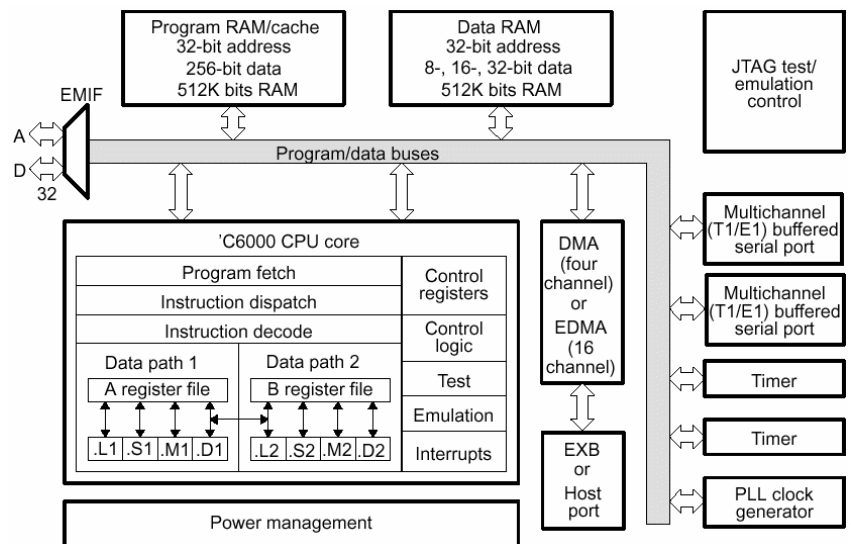 Program RAM/cache
32-bit address
256-bit data
512K bits RAM
Data RAM
32-bit address
8-, 16-, 32-bit data
512K bits RAM
JTAG test/
emulation
control
EMIF
A
D
32
Program/data buses
'C6000 CPU core
Program fetch
Instruction dispatch
Instruction decode
Data path 1
A register file
.L1 .S1 .M1 .D1
Data path 2
B register file
.L2 .S2 .M2 .D2
Control
registers
Control
logic
Test
Emulation
Interrupts
DMA
(four
channel)
or
EDMA
(16
channel)
EXB
or
Host
port
Multichannel
(T1/E1) buffered
serial port
Multichannel
(T1/E1) buffered
serial port
Timer
Timer
PLL clock
generator
Power management